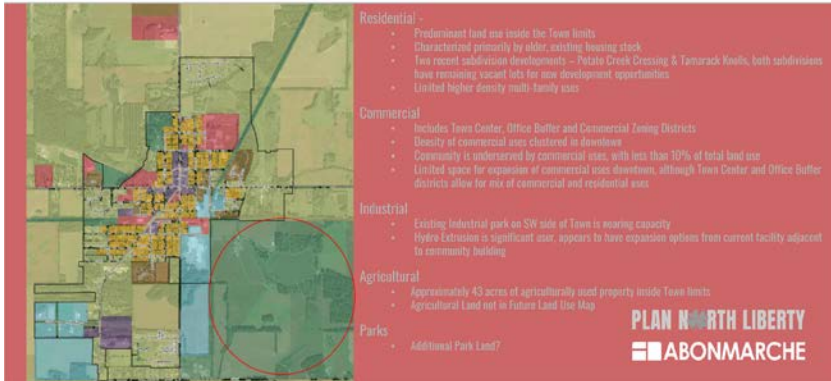 Residential -
• Predominant land use inside the Town limits
• Characterized primarily by older, existing housing stock
• Two recent subdivision developments – Potato Creek Crossing & Tamarack Knolls, both subdivisions
have remaining vacant lots for new development opportunities
• Limited higher density multi-family uses
Commercial
• Includes Town Center, Office Buffer and Commercial Zoning Districts
• Density of commercial uses clustered in downtown
• Community is underserved by commercial uses, with less than 10% of total land use
• Limited space for expansion of commercial uses downtown, although Town Center and Office Buffer
districts allow for mix of commercial and residential uses
Industrial
• Existing Industrial park on SW side of Town is nearing capacity
• Hydro Extrusion is significant user, appears to have expansion options from current facility adjacent
to community building
Agricultural
• Approximately 43 acres of agriculturally used property inside Town limits
• Agricultural Land not in Future Land Use Map
Parks
• Additional Park Land?
PLAN NORTH LIBERTY
ABONMARCHE